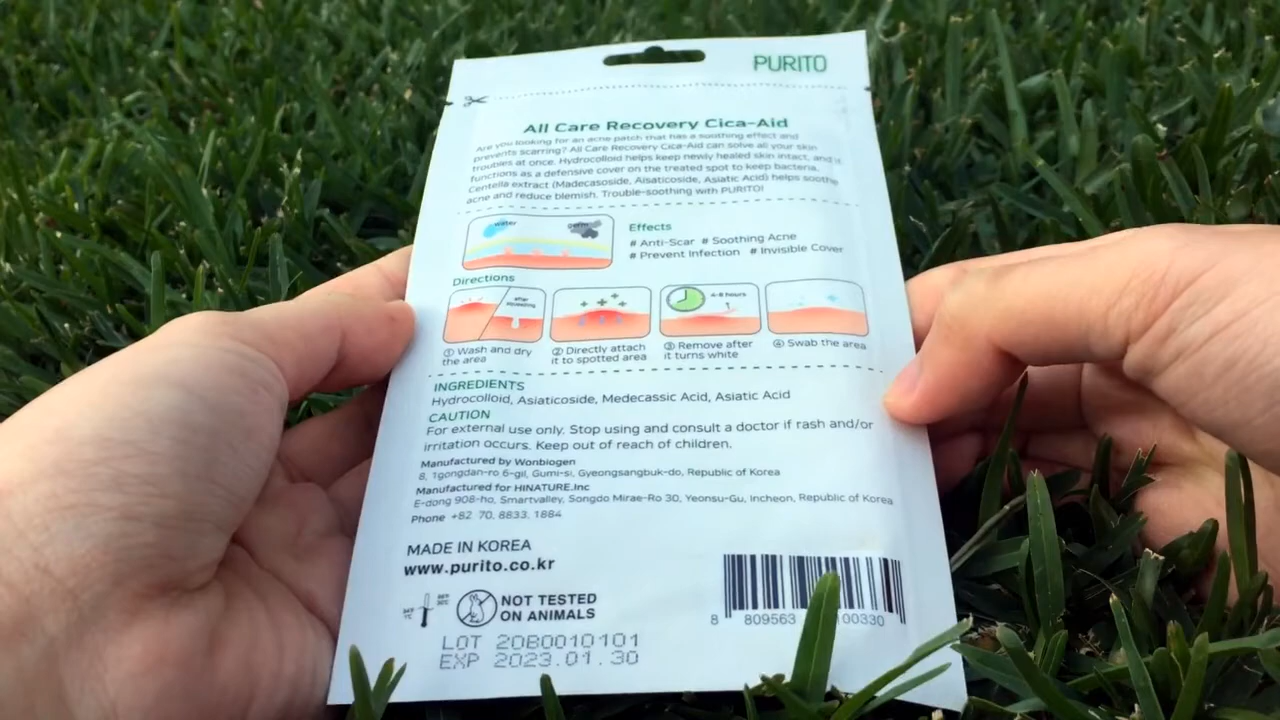 PURITO
All Care Recovery Cica-Aid
Are you looking for an acne patch that has a soothing effect and
prevents scarring? All Care Recovery Cica-Aid can solve all your skin
troubles at once. Hydrocolloid helps keep newly healed skin intact, and it
functions as a defensive cover on the treated spot to keep bacteria.
Centella extract (Madecasoside, Aisaticoside, Asiatic Acid) helps soothe
acne and reduce blemish. Trouble-soothing with PURITO!
water
germ
Effects
# Anti-Scar # Soothing Acne
# Prevent Infection # Invisible Cover
Directions
after
squeezing
4-8 hours
① Wash and dry
the area
② Directly attach
it to spotted area
③ Remove after
it turns white
④ Swab the area
INGREDIENTS
Hydrocolloid, Asiaticoside, Medecassic Acid, Asiatic Acid
CAUTION
For external use only. Stop using and consult a doctor if rash and/or
irritation occurs. Keep out of reach of children.
Manufactured by Wonbiogen
8, 1gongdan-ro 6-gil, Gumi-si, Gyeongsangbuk-do, Republic of Korea
Manufactured for HINATURE.Inc
E-dong 908-ho, Smartvalley, Songdo Mirae-Ro 30, Yeonsu-Gu, Incheon, Republic of Korea
Phone +82 70. 8833. 1884
MADE IN KOREA
www.purito.co.kr
NOT TESTED
ON ANIMALS
8 809563 100330
LOT 20B0010101
EXP 2023.01.30